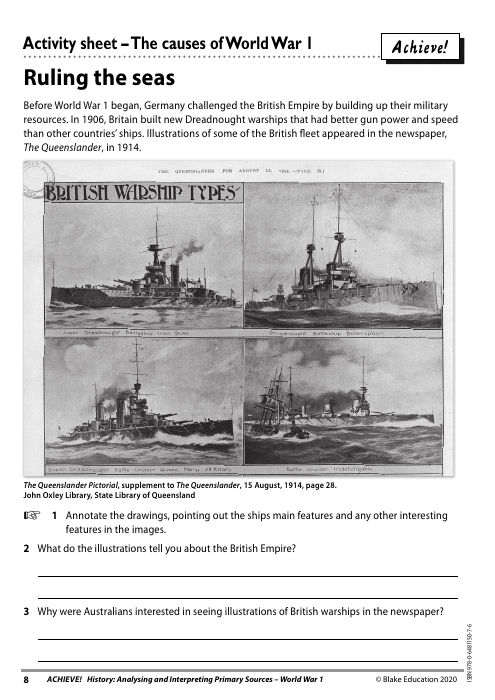 Activity sheet – The causes of World War 1
Achieve!
Ruling the seas
Before World War 1 began, Germany challenged the British Empire by building up their military
resources. In 1906, Britain built new Dreadnought warships that had better gun power and speed
than other countries' ships. Illustrations of some of the British fleet appeared in the newspaper,
The Queenslander, in 1914.
THE QUEENSLANDER FOR AUGUST 15, 1914.—(PAGE 28.)
BRITISH WARSHIP TYPES
Super Dreadnought Battleship Iron Duke
Dreadnought Battleship Bellerophon
Super Dreadnought Battle Cruiser Queen Mary, 28 Knots
Battle Cruiser Indefatigable
The Queenslander Pictorial, supplement to The Queenslander, 15 August, 1914, page 28.
John Oxley Library, State Library of Queensland
1 Annotate the drawings, pointing out the ships main features and any other interesting
features in the images.
2 What do the illustrations tell you about the British Empire?
3 Why were Australians interested in seeing illustrations of British warships in the newspaper?
8 ACHIEVE! History: Analysing and Interpreting Primary Sources – World War 1 © Blake Education 2020
ISBN 978-0-6481150-7-6